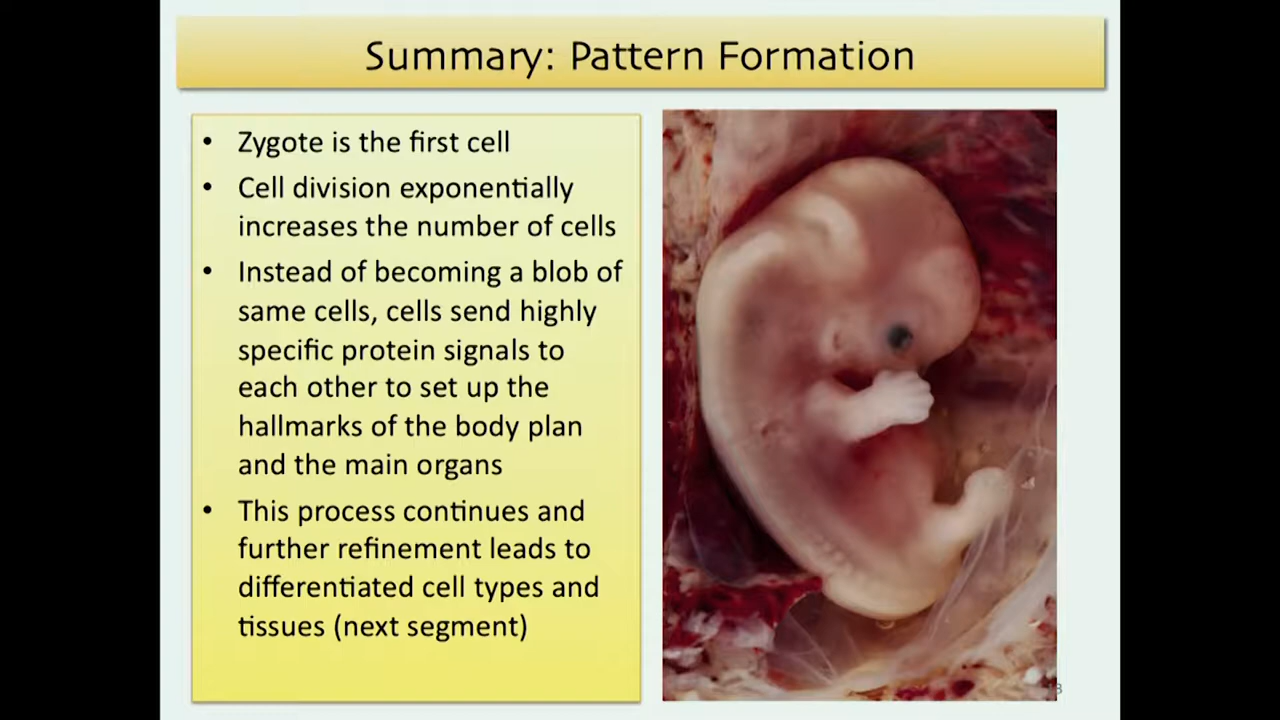 Summary: Pattern Formation
• Zygote is the first cell
• Cell division exponentially
increases the number of cells
• Instead of becoming a blob of
same cells, cells send highly
specific protein signals to
each other to set up the
hallmarks of the body plan
and the main organs
• This process continues and
further refinement leads to
differentiated cell types and
tissues (next segment)